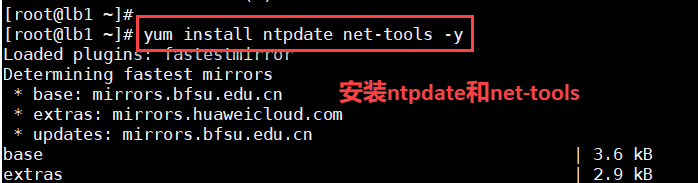 [root@lb1 ~]#
[root@lb1 ~]# yum install ntpdate net-tools -y
Loaded plugins: fastestmirror
Determining fastest mirrors
 * base: mirrors.bfsu.edu.cn
安装ntpdate和net-tools
 * extras: mirrors.huaweicloud.com
 * updates: mirrors.bfsu.edu.cn
base | 3.6 kB
extras | 2.9 kB